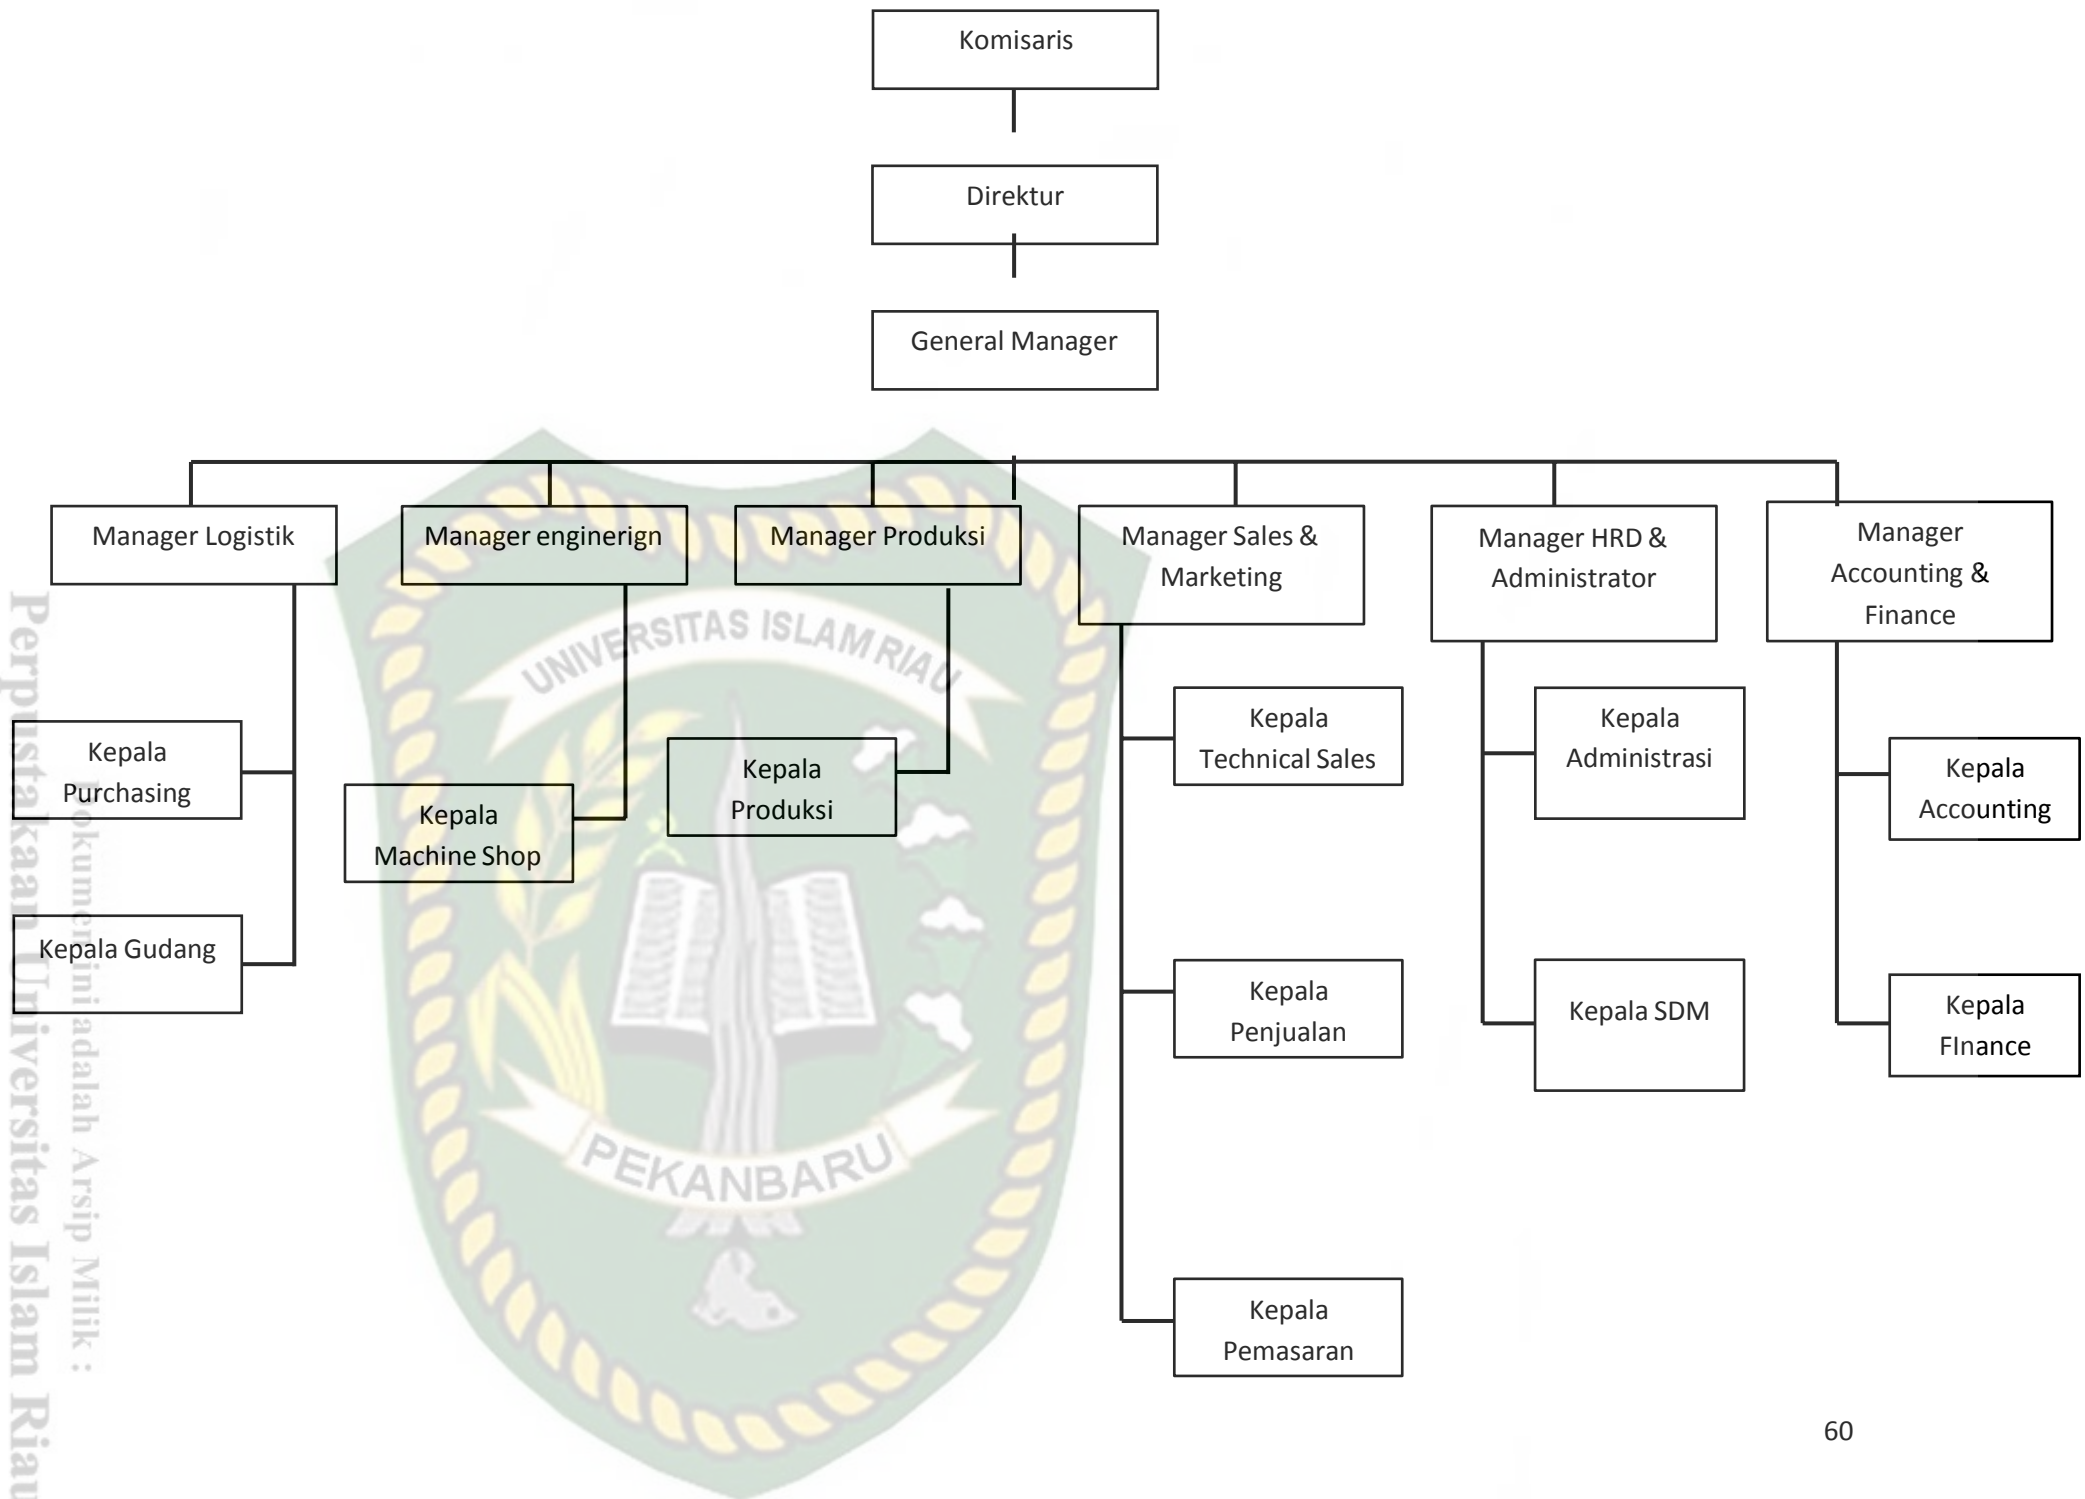 Komisaris
Direktur
General Manager
Manager Logistik
Manager enginerign
Manager Produksi
Manager Sales &
Marketing
Manager HRD &
Administrator
Manager
Accounting &
Finance
Kepala
Purchasing
Kepala Gudang
Kepala
Machine Shop
Kepala
Produksi
Kepala
Technical Sales
Kepala
Penjualan
Kepala
Pemasaran
Kepala
Administrasi
Kepala SDM
Kepala
Accounting
Kepala
FInance
UNIVERSITAS ISLAM RIAU
PEKANBARU
Dokumen ini adalah Arsip Milik :
Perpustakaan Universitas Islam Riau
60